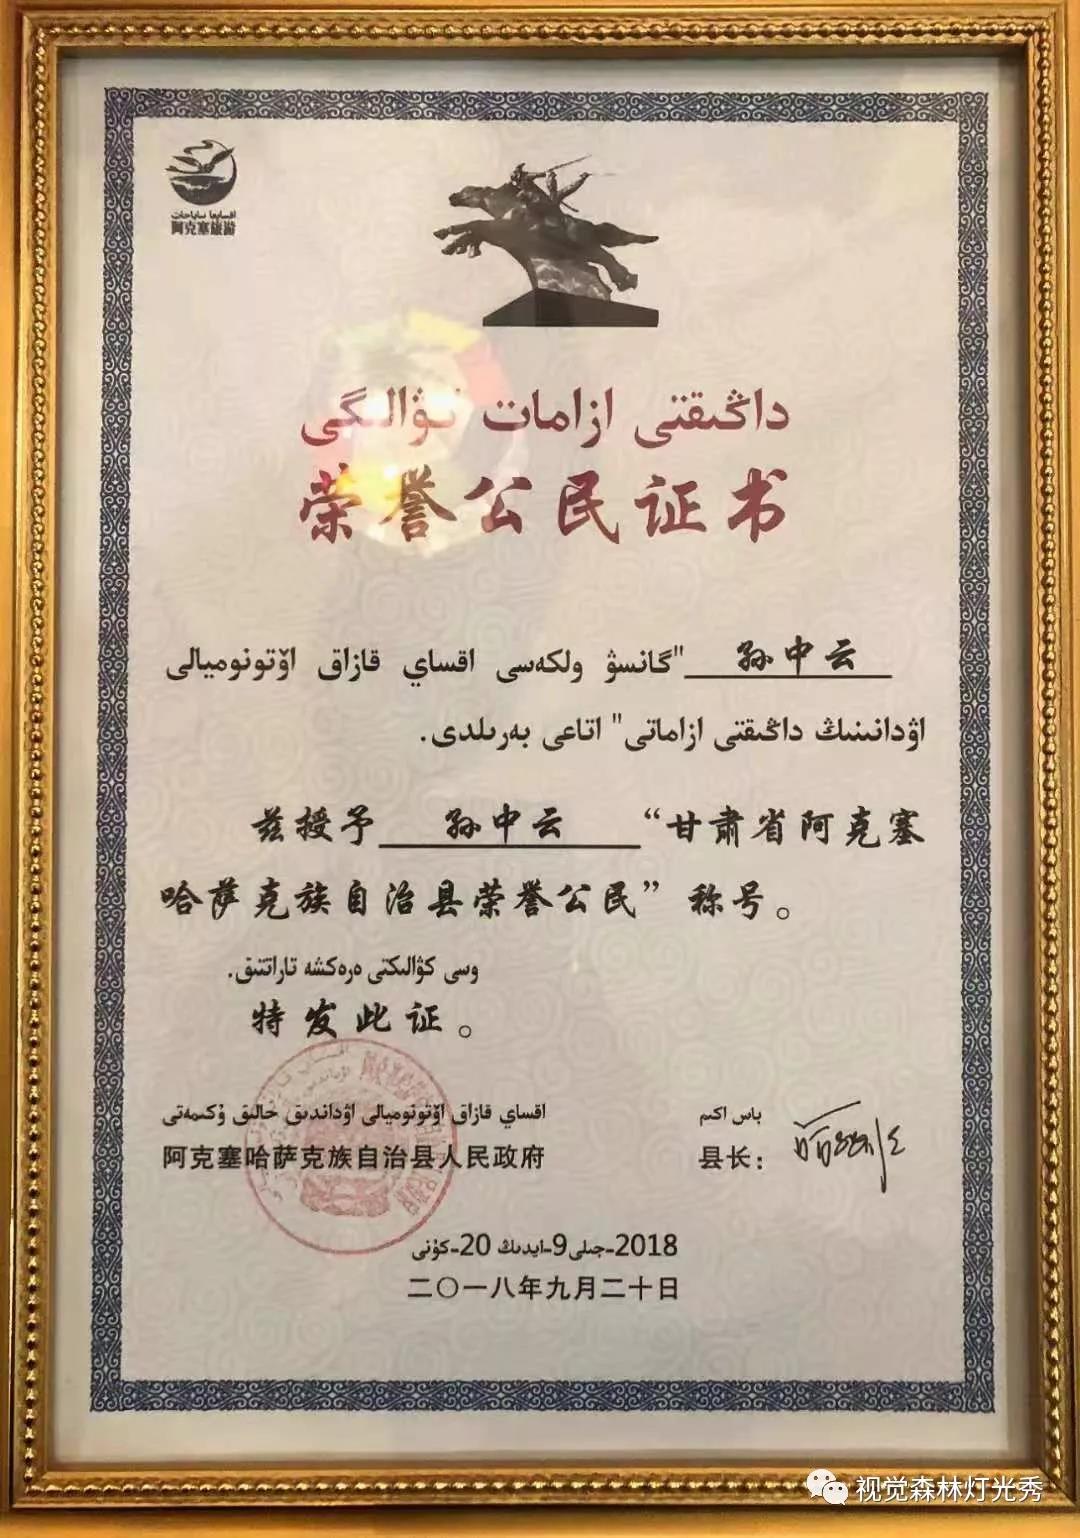 اقسايعا ساياحات
阿克塞旅游
داڭىقتى ازامات كۋالىگى
荣誉公民证书
孙中云 "گانسۋ ولكەسى اقساي قازاق اۆتونوميالى
اۋدانىنىڭ داڭىقتى ازاماتى" اتاعى بەرىلدى.
兹授予 孙中云 “甘肃省阿克塞
哈萨克族自治县荣誉公民”称号。
وسى كۋالىكتى ەرەكشە تاراتتىق.
特发此证。
اقساي قازاق اۆتونوميالى اۋداندىق حالىق ۇكىمەتى
باس اكىم
阿克塞哈萨克族自治县人民政府
县长：
2018-جىلى 9-ايدىڭ 20-كۇنى
二〇一八年九月二十日
视觉森林灯光秀